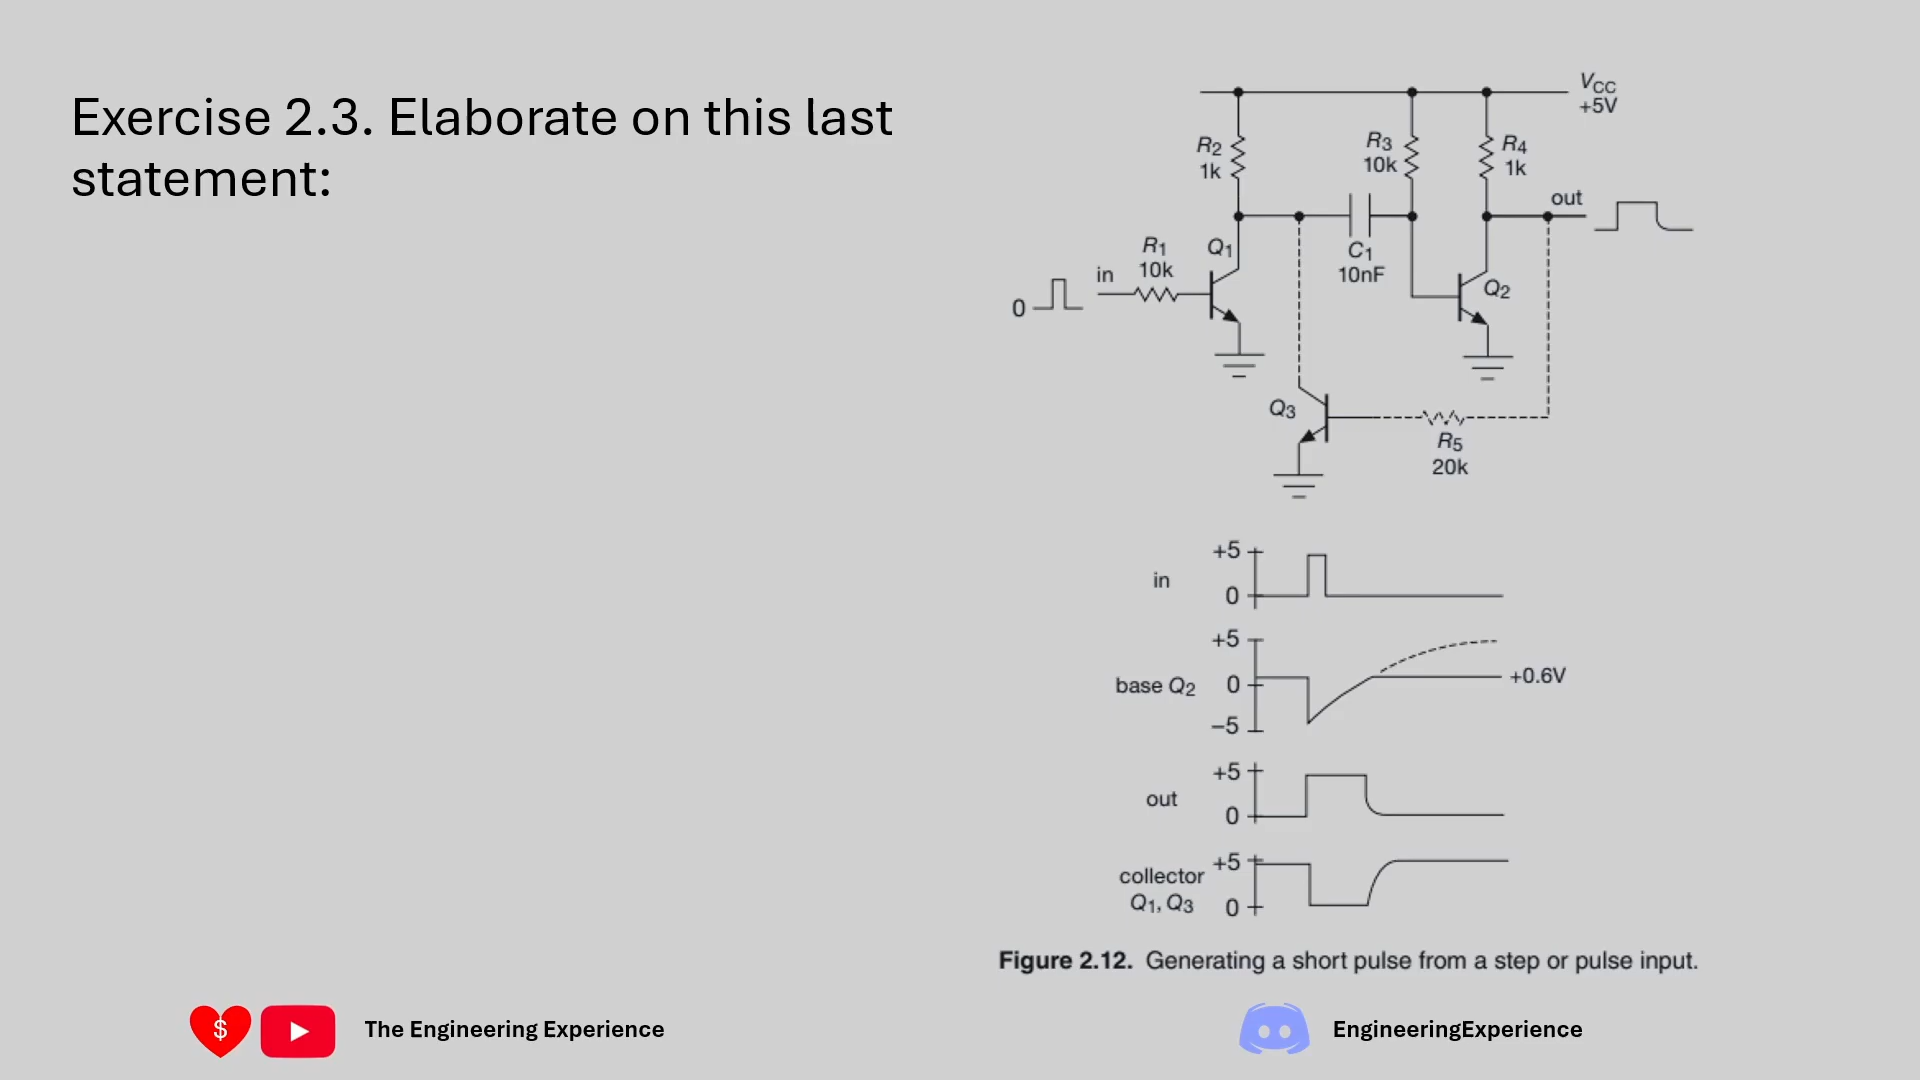 Exercise 2.3. Elaborate on this last
statement:
VCC
+5V
R2
1k
R3
10k
R4
1k
out
R1
10k
Q1
C1
10nF
in
0
Q2
Q3
R5
20k
in
+5
0
base Q2
+5
0
–5
+0.6V
out
+5
0
collector
Q1, Q3
+5
0
Figure 2.12. Generating a short pulse from a step or pulse input.
$
The Engineering Experience
EngineeringExperience